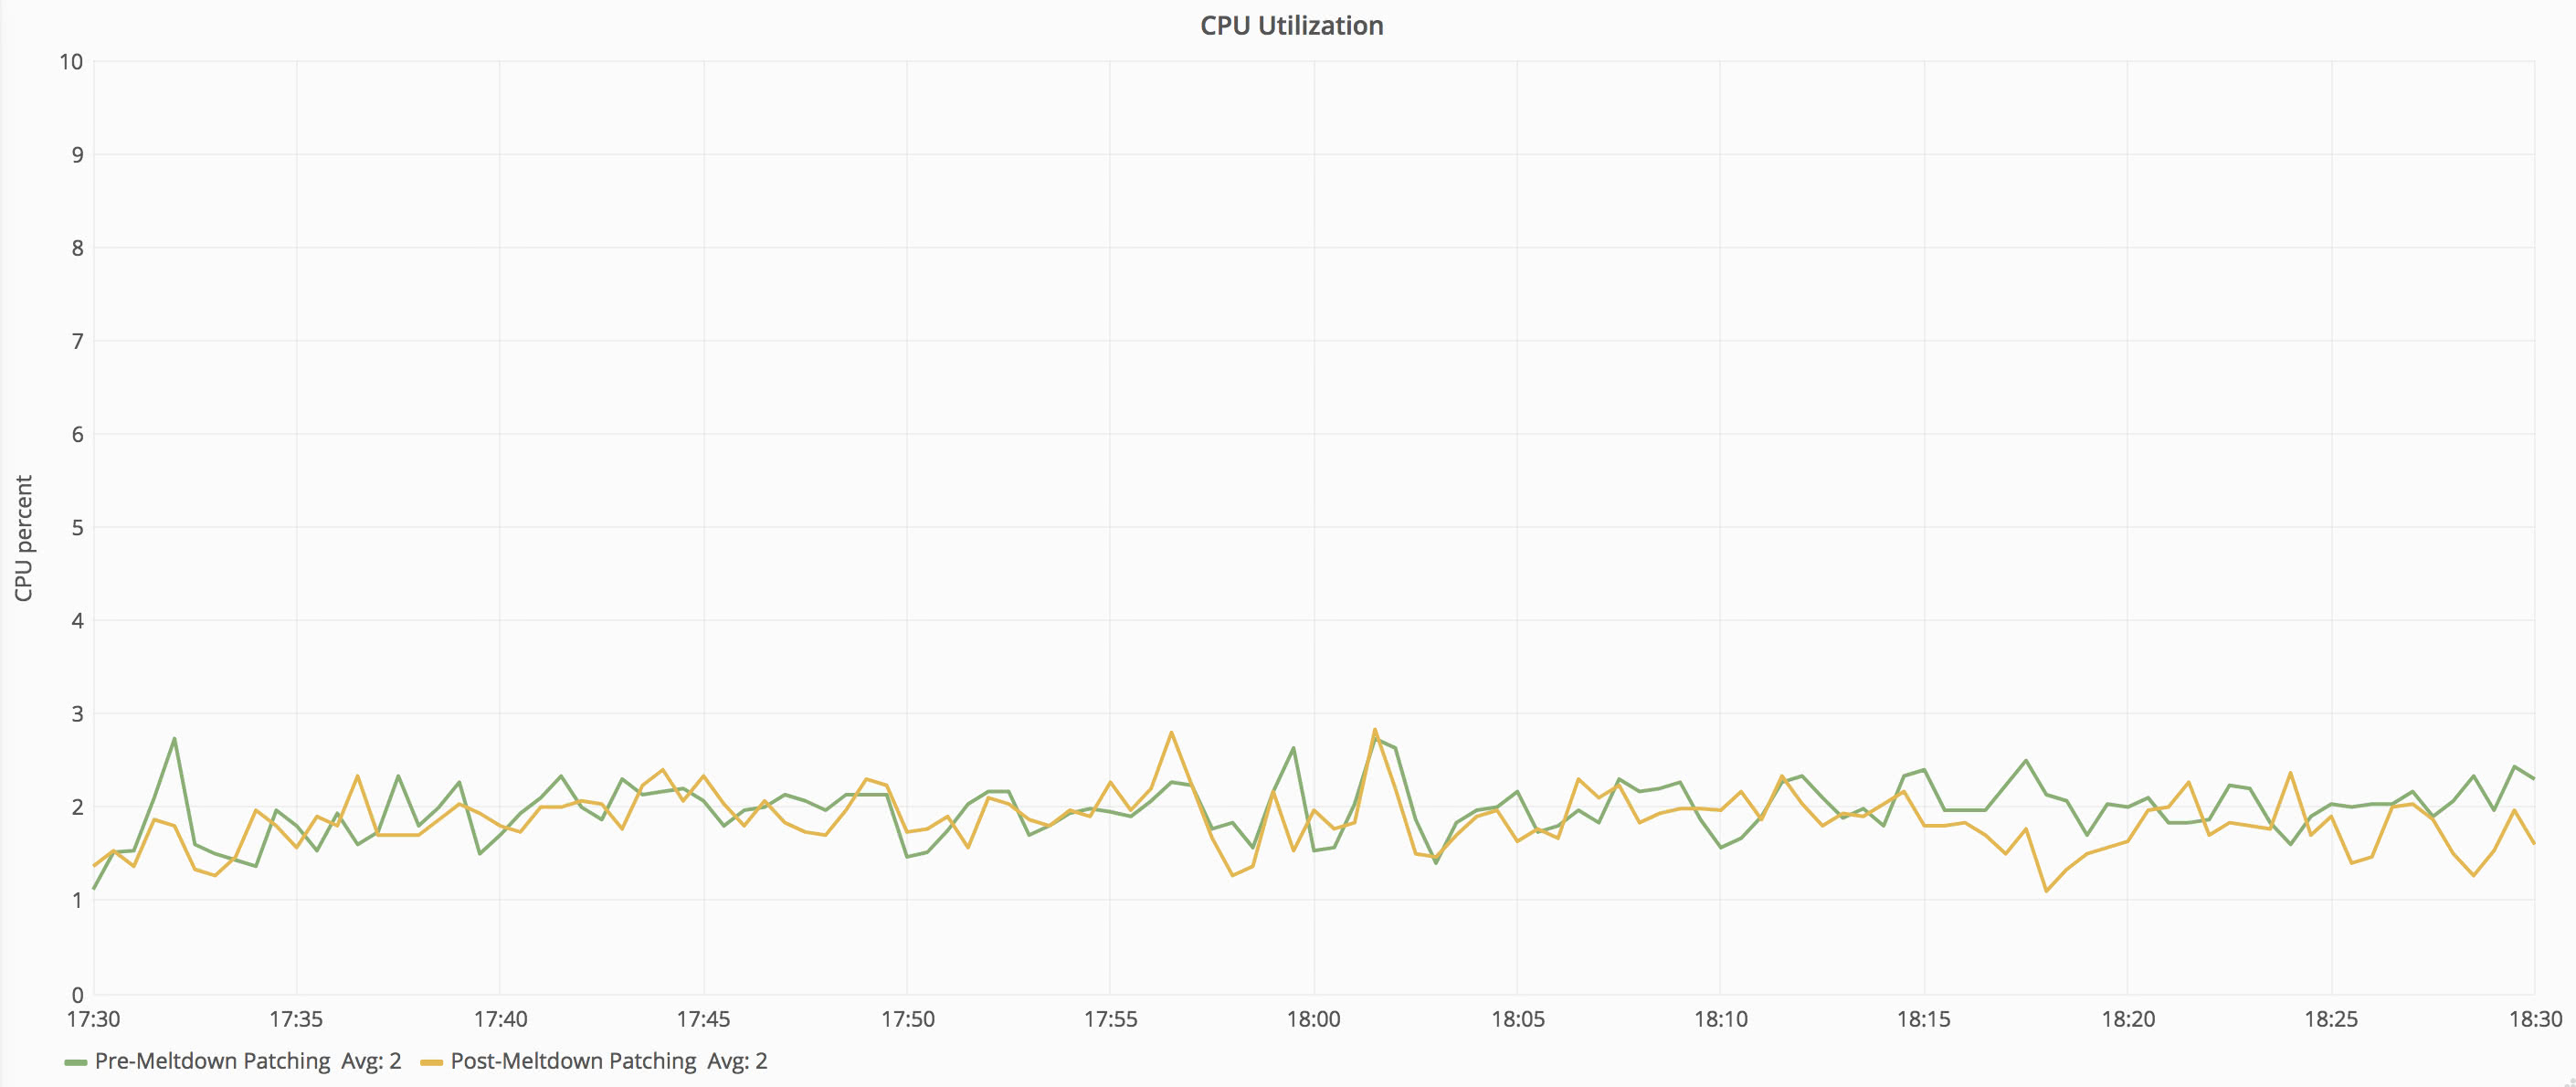 CPU Utilization
CPU percent
10
9
8
7
6
5
4
3
2
1
0
17:30 17:35 17:40 17:45 17:50 17:55 18:00 18:05 18:10 18:15 18:20 18:25 18:30
Pre-Meltdown Patching Avg: 2 Post-Meltdown Patching Avg: 2